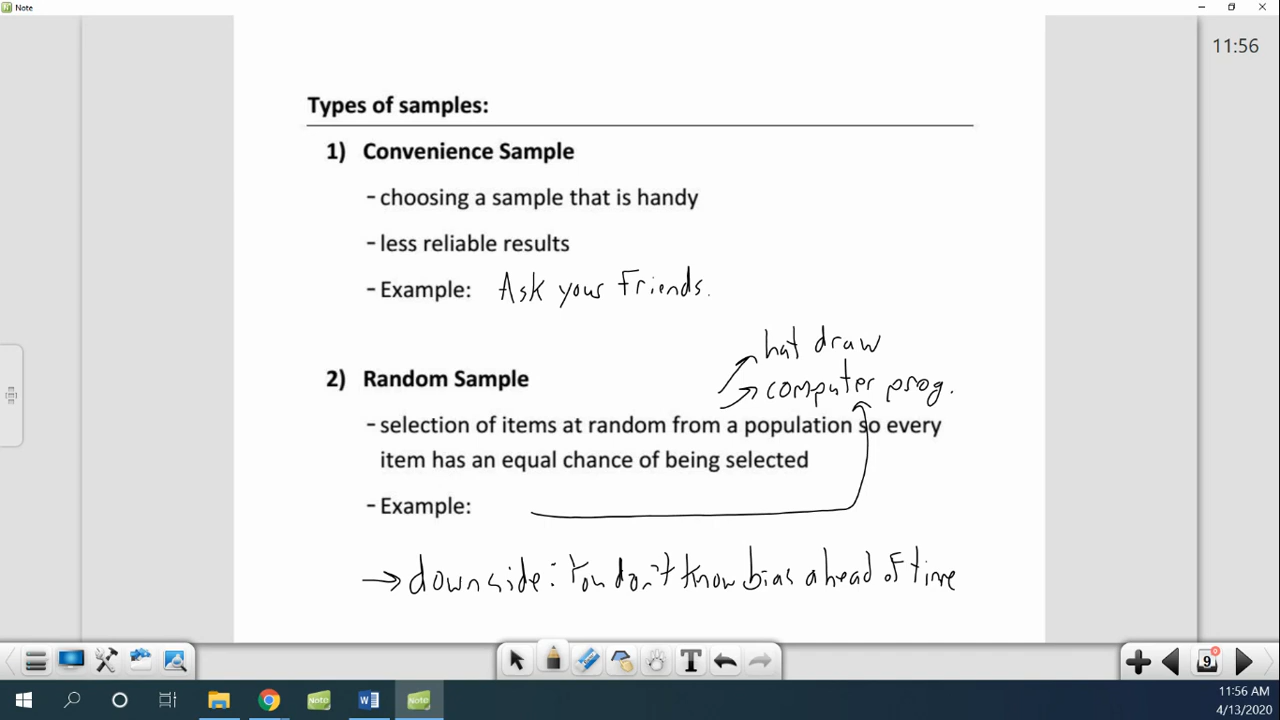 Note
11:56
Types of samples:
1) Convenience Sample
- choosing a sample that is handy
- less reliable results
- Example: Ask your Friends.
hat draw
2) Random Sample
computer prog.
- selection of items at random from a population so every
item has an equal chance of being selected
- Example:
→ downside: You don't know bias ahead of time
T
9
W
Note
Note
11:56 AM
4/13/2020